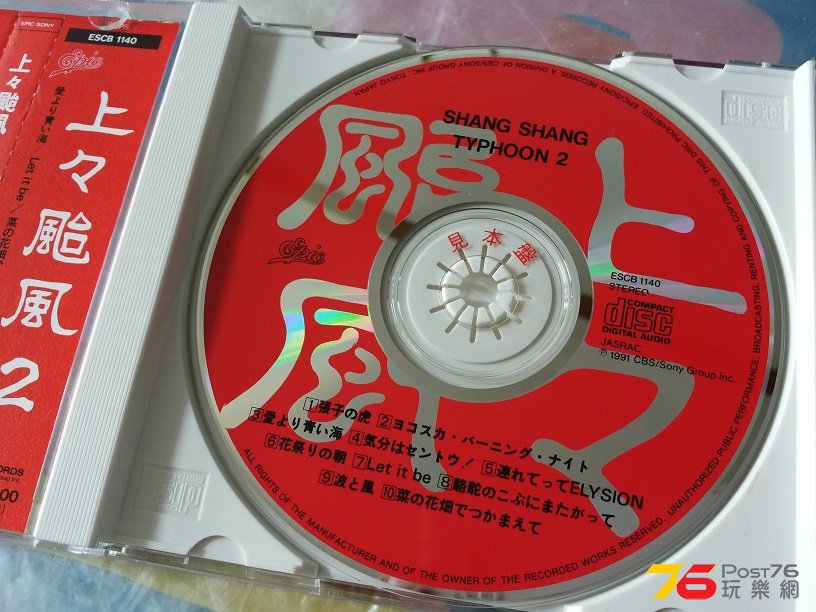 EPIC SONY
上々颱風
愛より青い海 Let it be／菜の花畑
ESCB 1140
Epic
上々颱風2
RECORDS
ALL RIGHTS OF THE MANUFACTURER AND OF THE OWNER OF THE RECORDED WORKS RESERVED. UNAUTHORIZED PUBLIC PERFORMANCE, BROADCASTING, RENTING AND COPYING OF THIS DISC PROHIBITED. EPIC/SONY RECORDS, A DIVISION OF CBS/SONY GROUP INC. TOKYO JAPAN
SHANG SHANG
TYPHOON 2
上々颱風
Epic
見本盤
ESCB 1140
STEREO
COMPACT
disc
DIGITAL AUDIO
JASRAC
℗ 1991 CBS/Sony Group Inc.
1張子の虎 2ヨコスカ・バーニング・ナイト
3愛より青い海 4気分はセントウ! 5連れてってELYSION
6花祭りの朝 7Let it be 8駱駝のこぶにまたがって
9波と風 10菜の花畑でつかまえて
COMPACT
disc
DIGITAL AUDIO
76 POST76
玩樂網